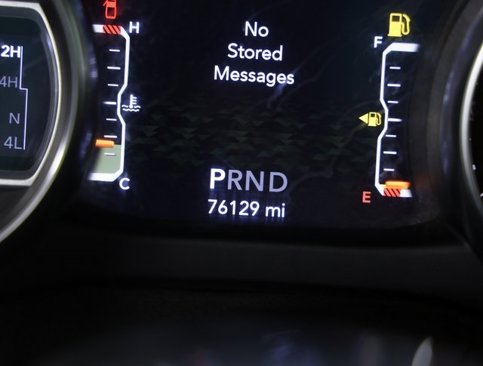 2H
4H
N
4L
H
C
No
Stored
Messages
PRND
76129 mi
F
E